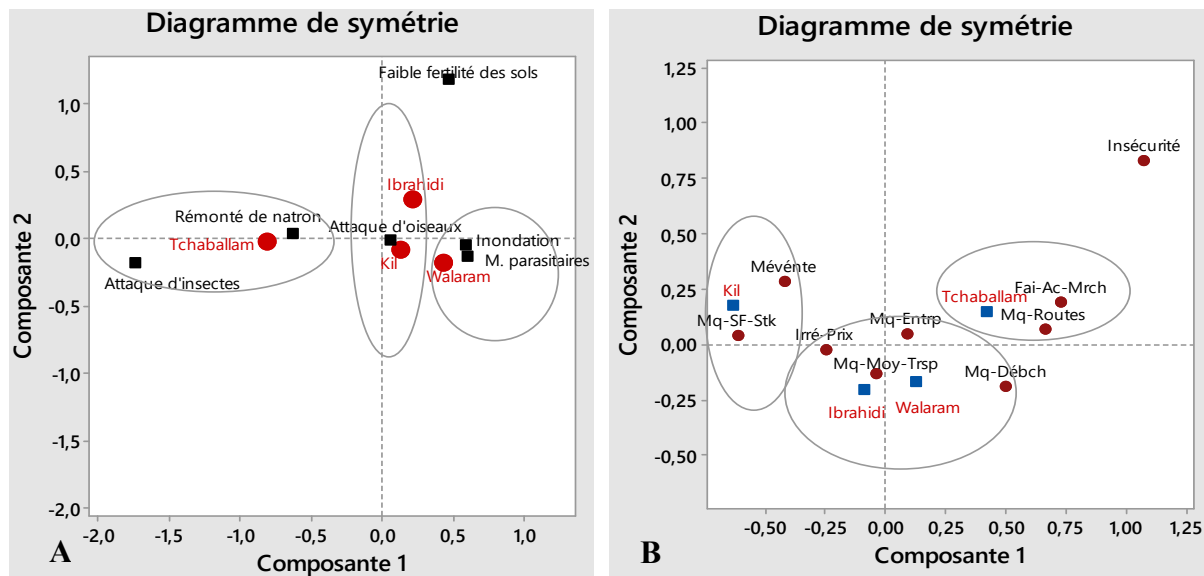 Diagramme de symétrie
Faible fertilité des sols
1,0
0,5
0,0
-0,5
-1,0
-1,5
-2,0
Composante 2
Ibrahidi
Rémonté de natron
Attaque d'oiseaux
Inondation
Tchaballam
Kil
M. parasitaires
Walaram
Attaque d'insectes
-2,0 -1,5 -1,0 -0,5 0,0 0,5 1,0
Composante 1
A
Diagramme de symétrie
1,25
1,00
0,75
0,50
0,25
0,00
-0,25
-0,50
Composante 2
Insécurité
Mévénte
Kil
Tchaballam
Fai-Ac-Mrch
Mq-SF-Stk
Irré-Prix
Mq-Entrp
Mq-Routes
Mq-Moy-Trsp
Mq-Débch
Ibrahidi
Walaram
-0,50 -0,25 0,00 0,25 0,50 0,75 1,00 1,25
Composante 1
B